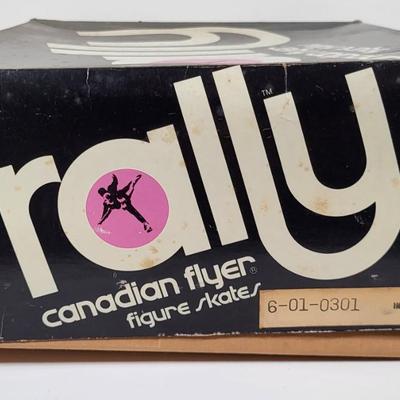 rally™
canadian flyer®
figure skates
6-01-0301